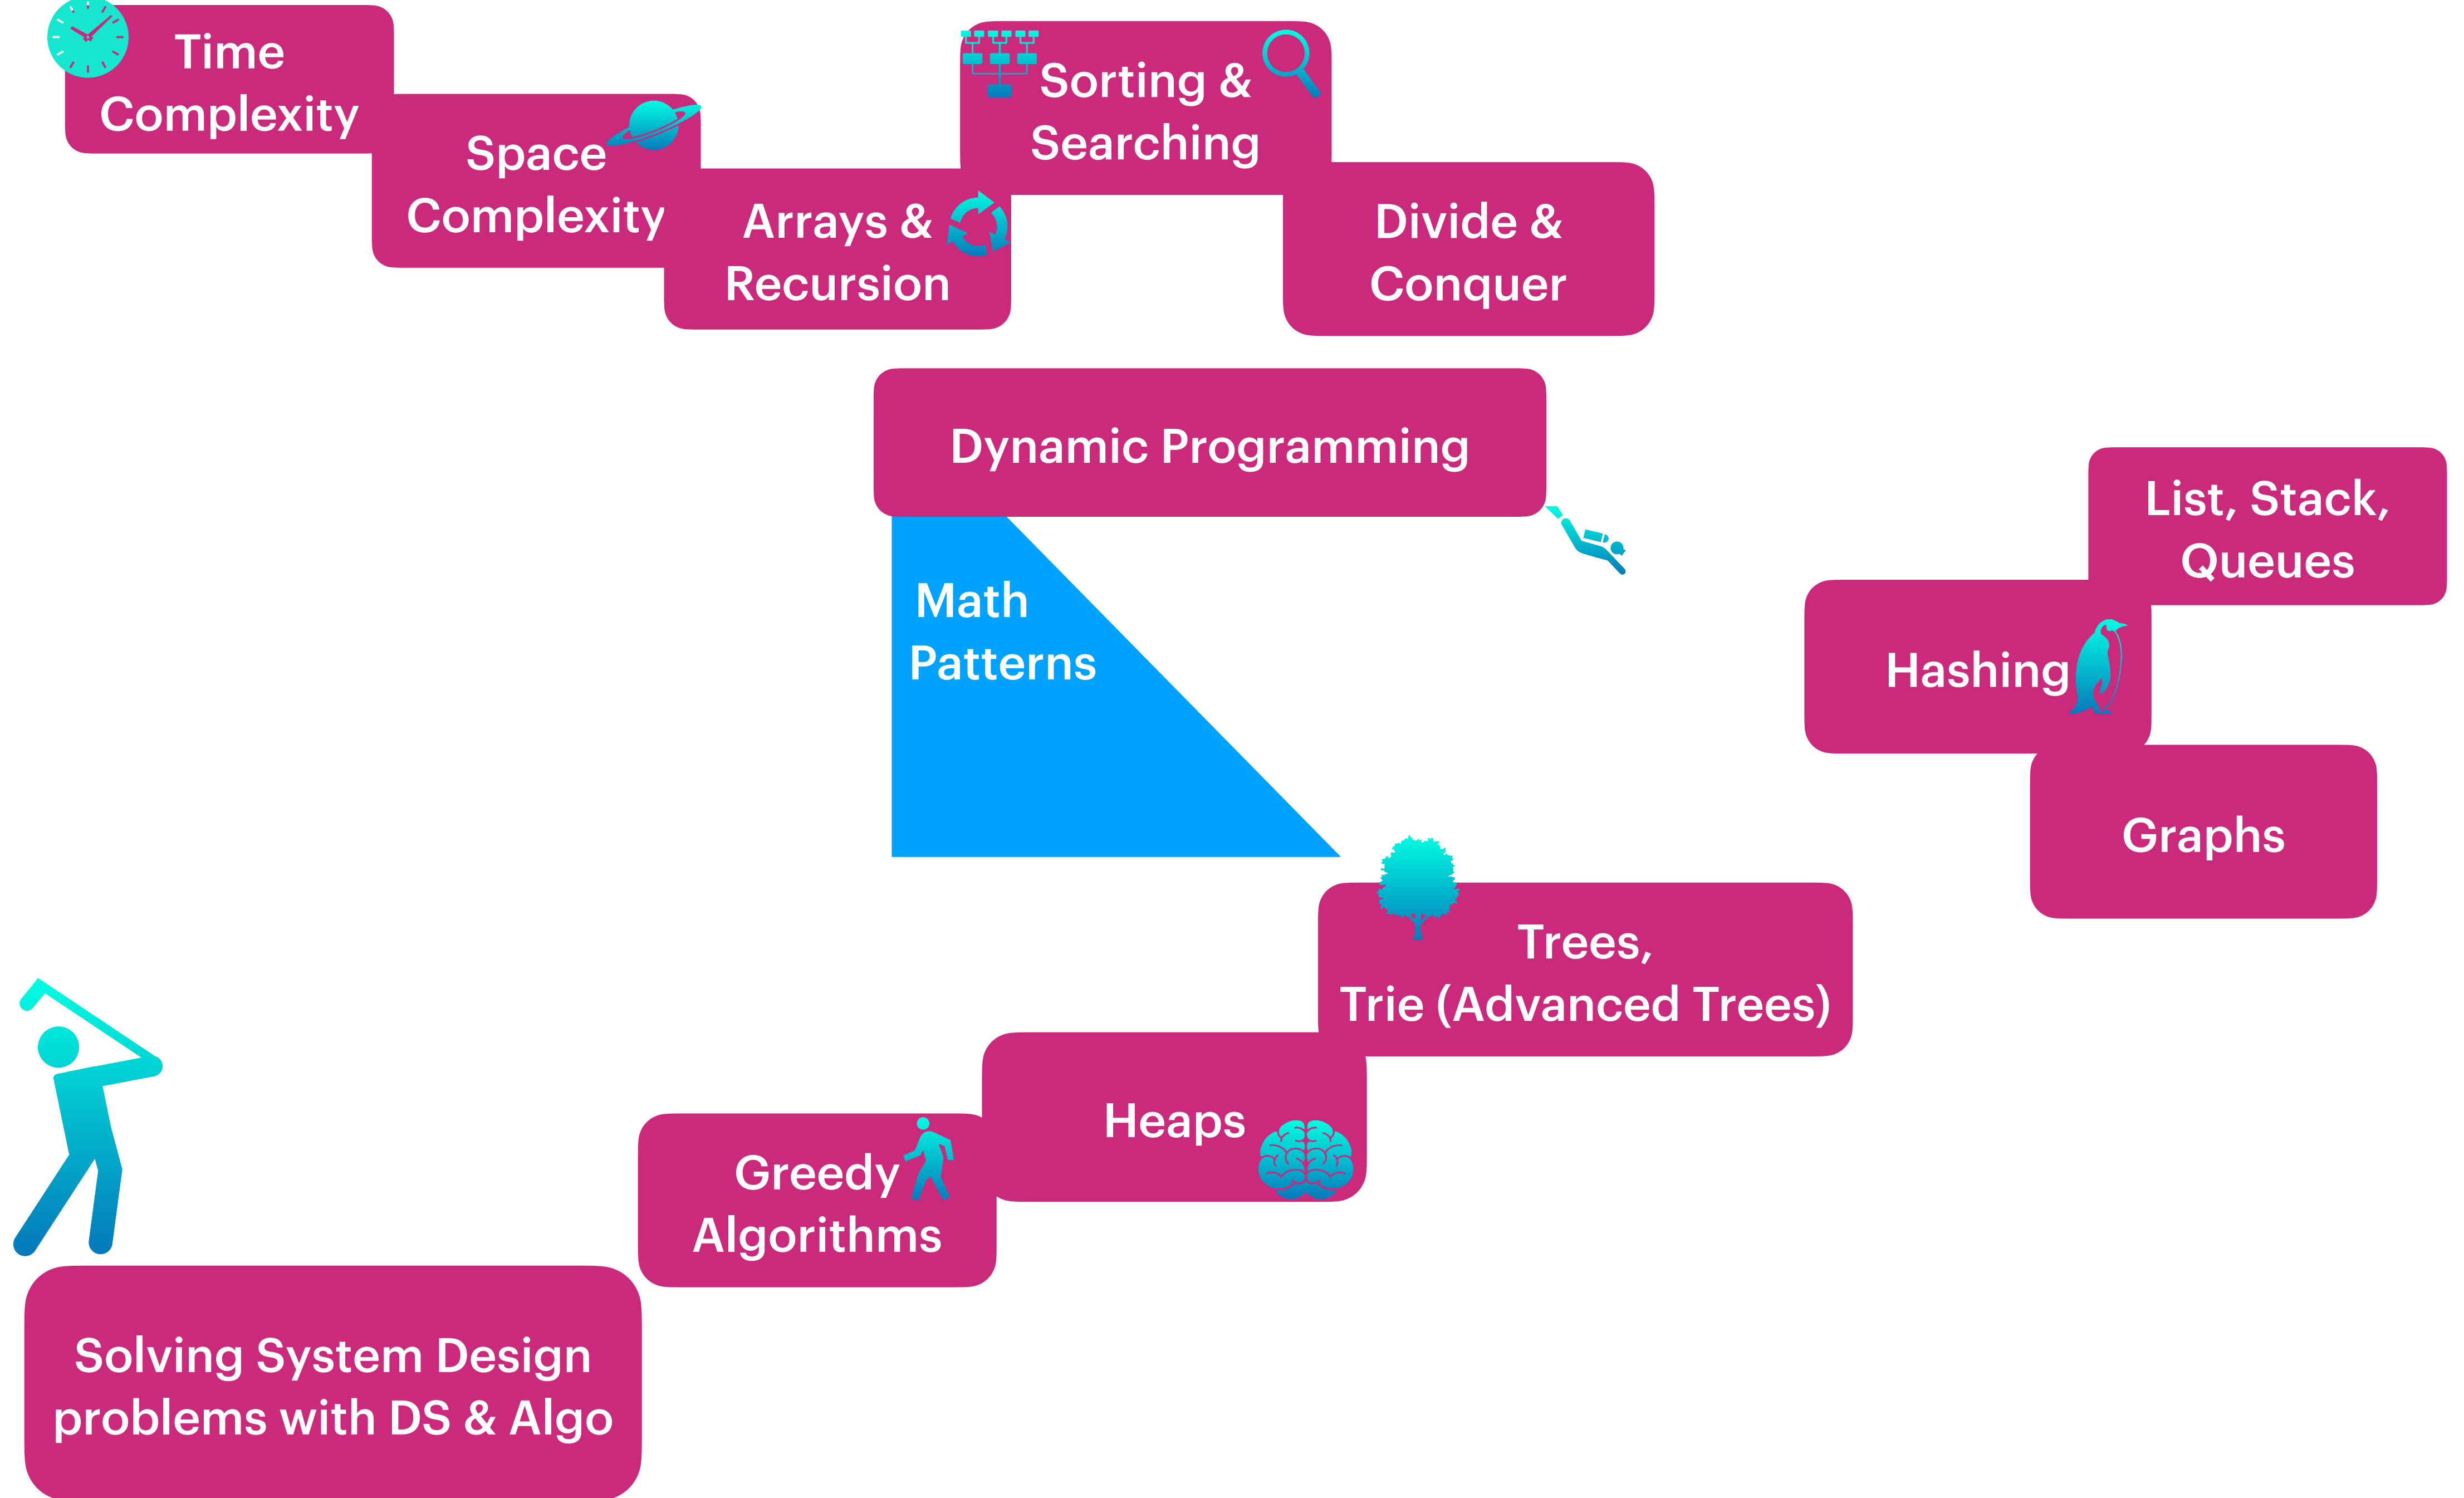 Time
Complexity
Space
Complexity
Arrays &
Recursion
Sorting &
Searching
Divide &
Conquer
Dynamic Programming
Math
Patterns
List, Stack,
Queues
Hashing
Graphs
Trees,
Trie (Advanced Trees)
Heaps
Greedy
Algorithms
Solving System Design
problems with DS & Algo